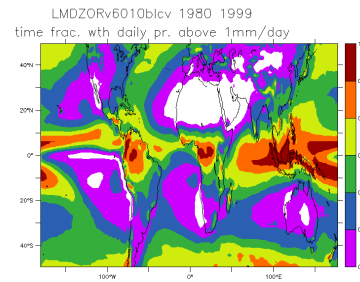 LMDZORv6010blcv 1980 1999
time frac. wth daily pr. above 1mm/day
40°N
20°N
0°
20°S
40°S
100°W
0°
100°E